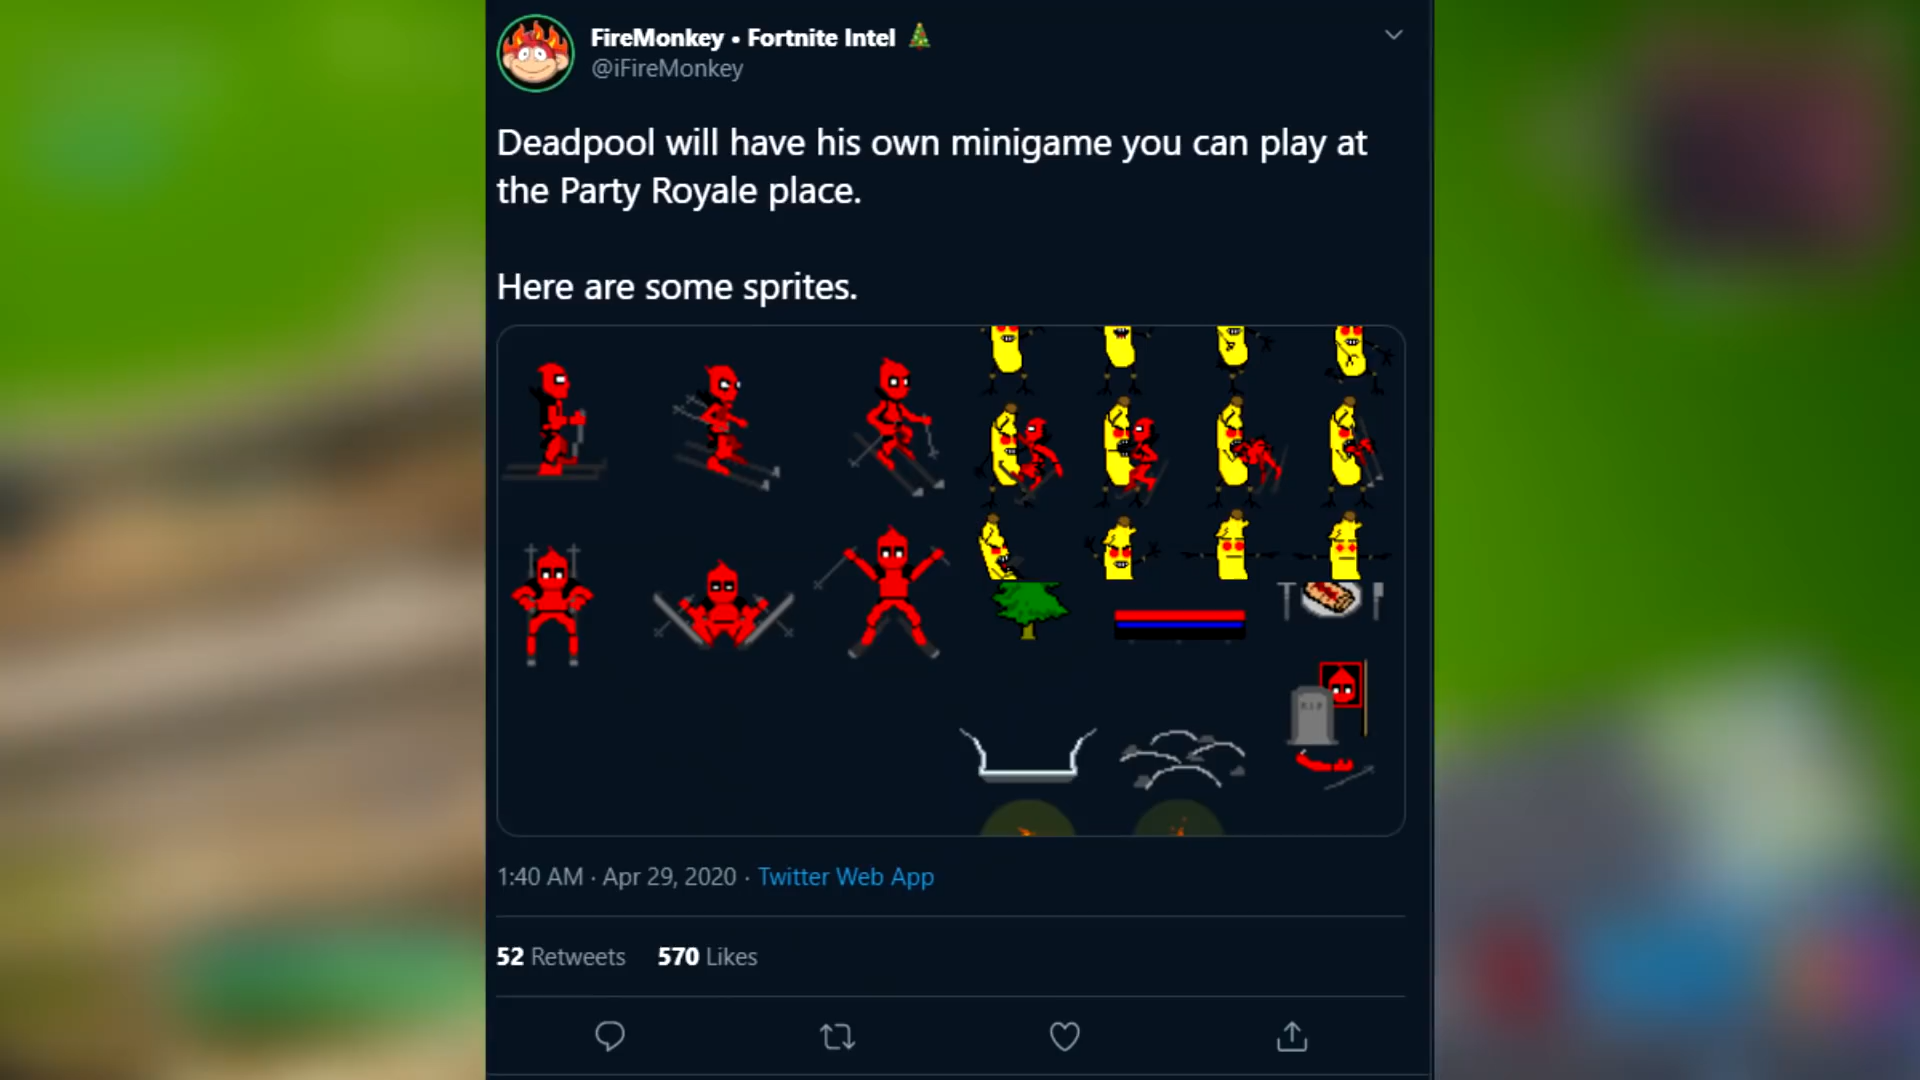 FireMonkey • Fortnite Intel 🎄
@iFireMonkey
Deadpool will have his own minigame you can play at
the Party Royale place.
Here are some sprites.
RIP
1:40 AM · Apr 29, 2020 · Twitter Web App
52 Retweets 570 Likes